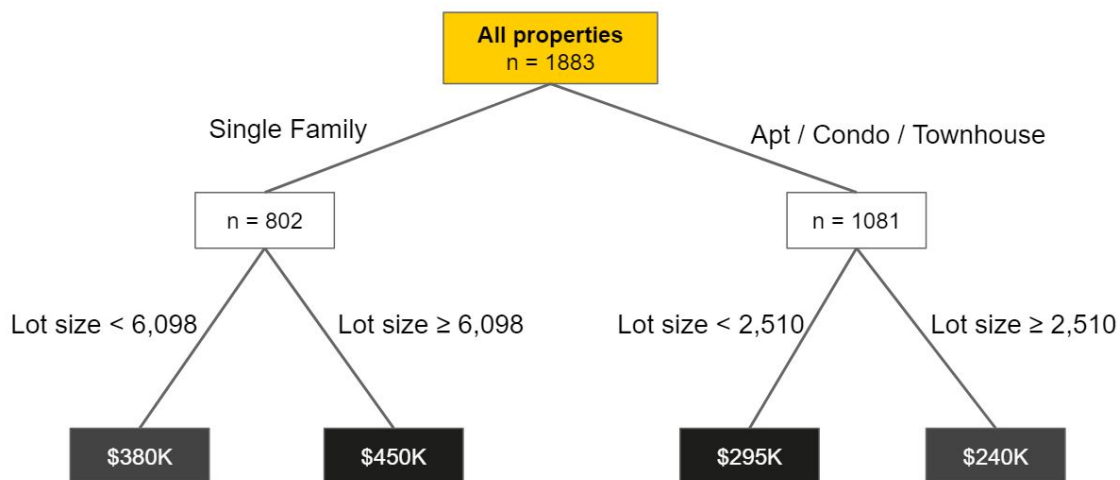 All properties
n = 1883
Single Family
Apt / Condo / Townhouse
n = 802
n = 1081
Lot size < 6,098
Lot size ≥ 6,098
Lot size < 2,510
Lot size ≥ 2,510
$380K
$450K
$295K
$240K